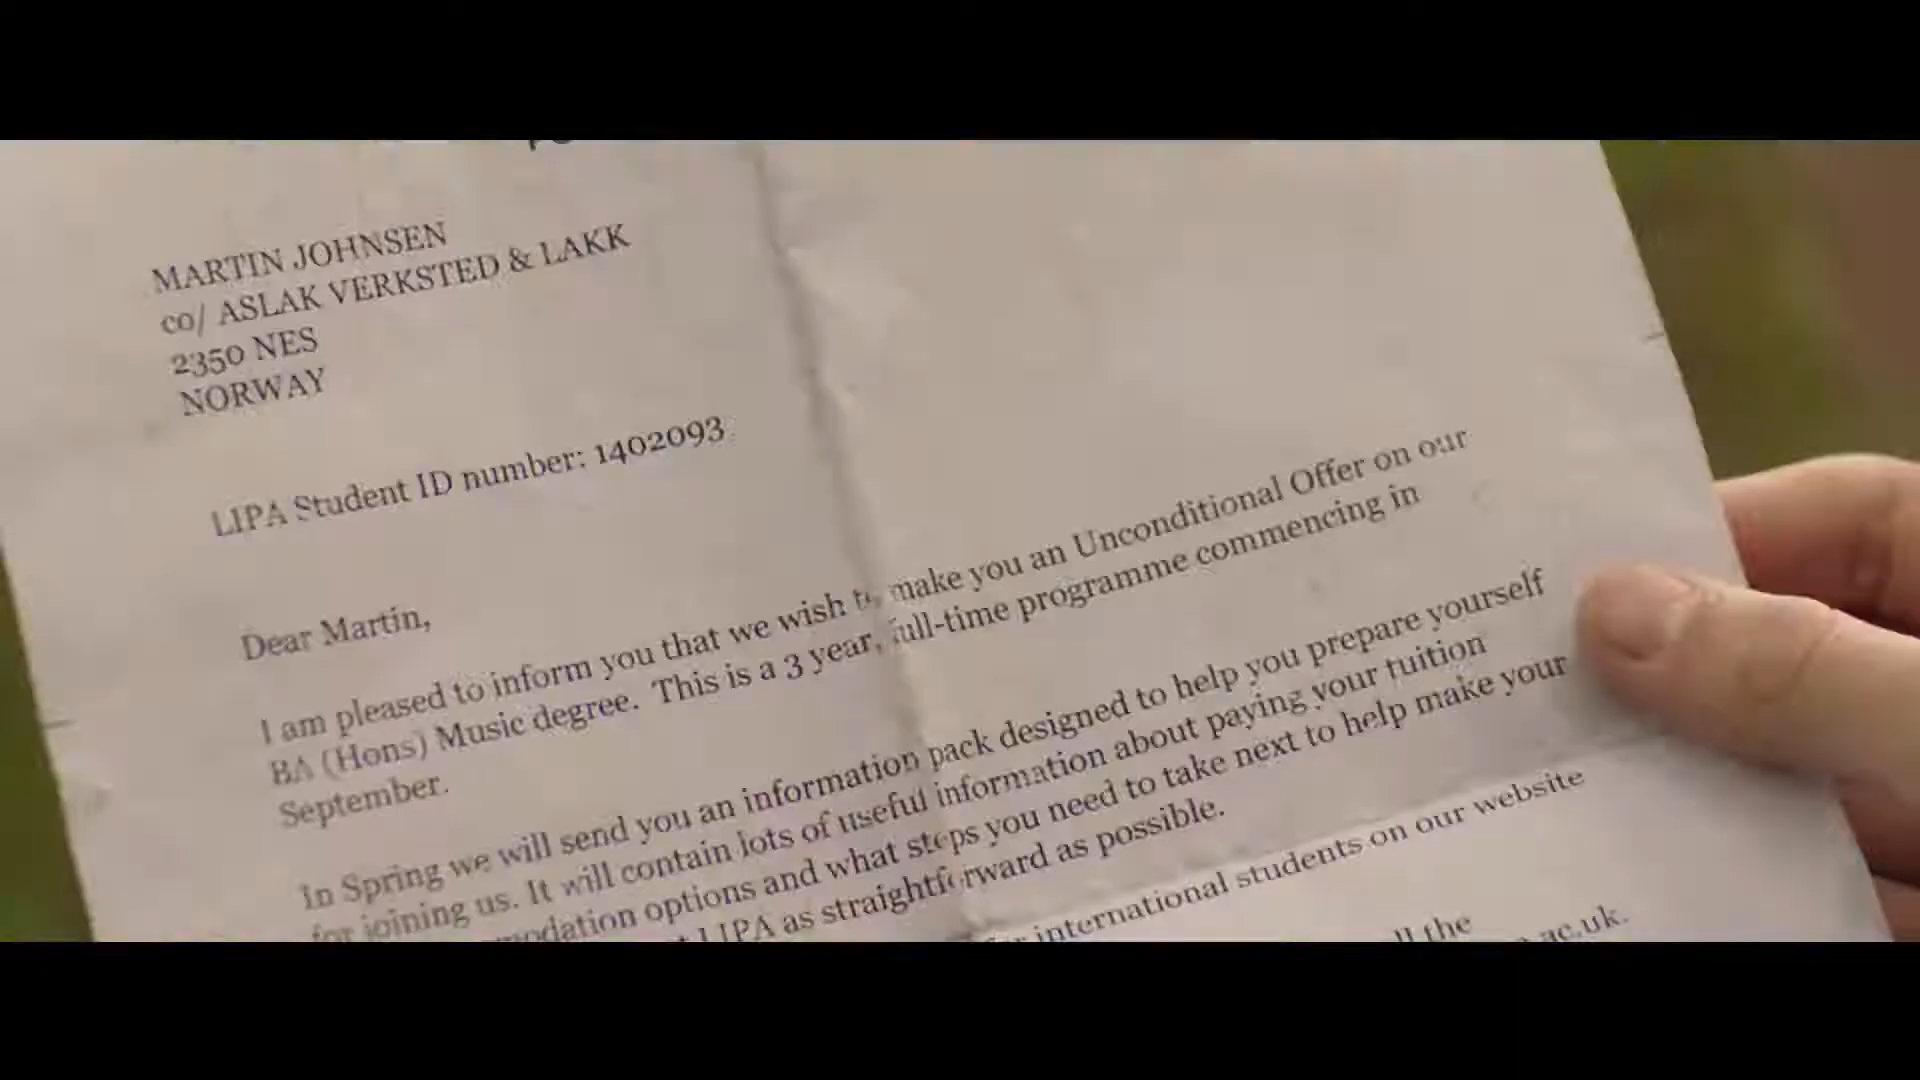 MARTIN JOHNSEN
co/ ASLAK VERKSTED & LAKK
2350 NES
NORWAY
LIPA Student ID number: 1402093
Dear Martin,
I am pleased to inform you that we wish to make you an Unconditional Offer on our
BA (Hons) Music degree. This is a 3 year, full-time programme commencing in
September.
In Spring we will send you an information pack designed to help you prepare yourself
for joining us. It will contain lots of useful information about paying your tuition
options and what steps you need to take next to help make your
LIPA as straightforward as possible.
international students on our website
the
ac.uk.